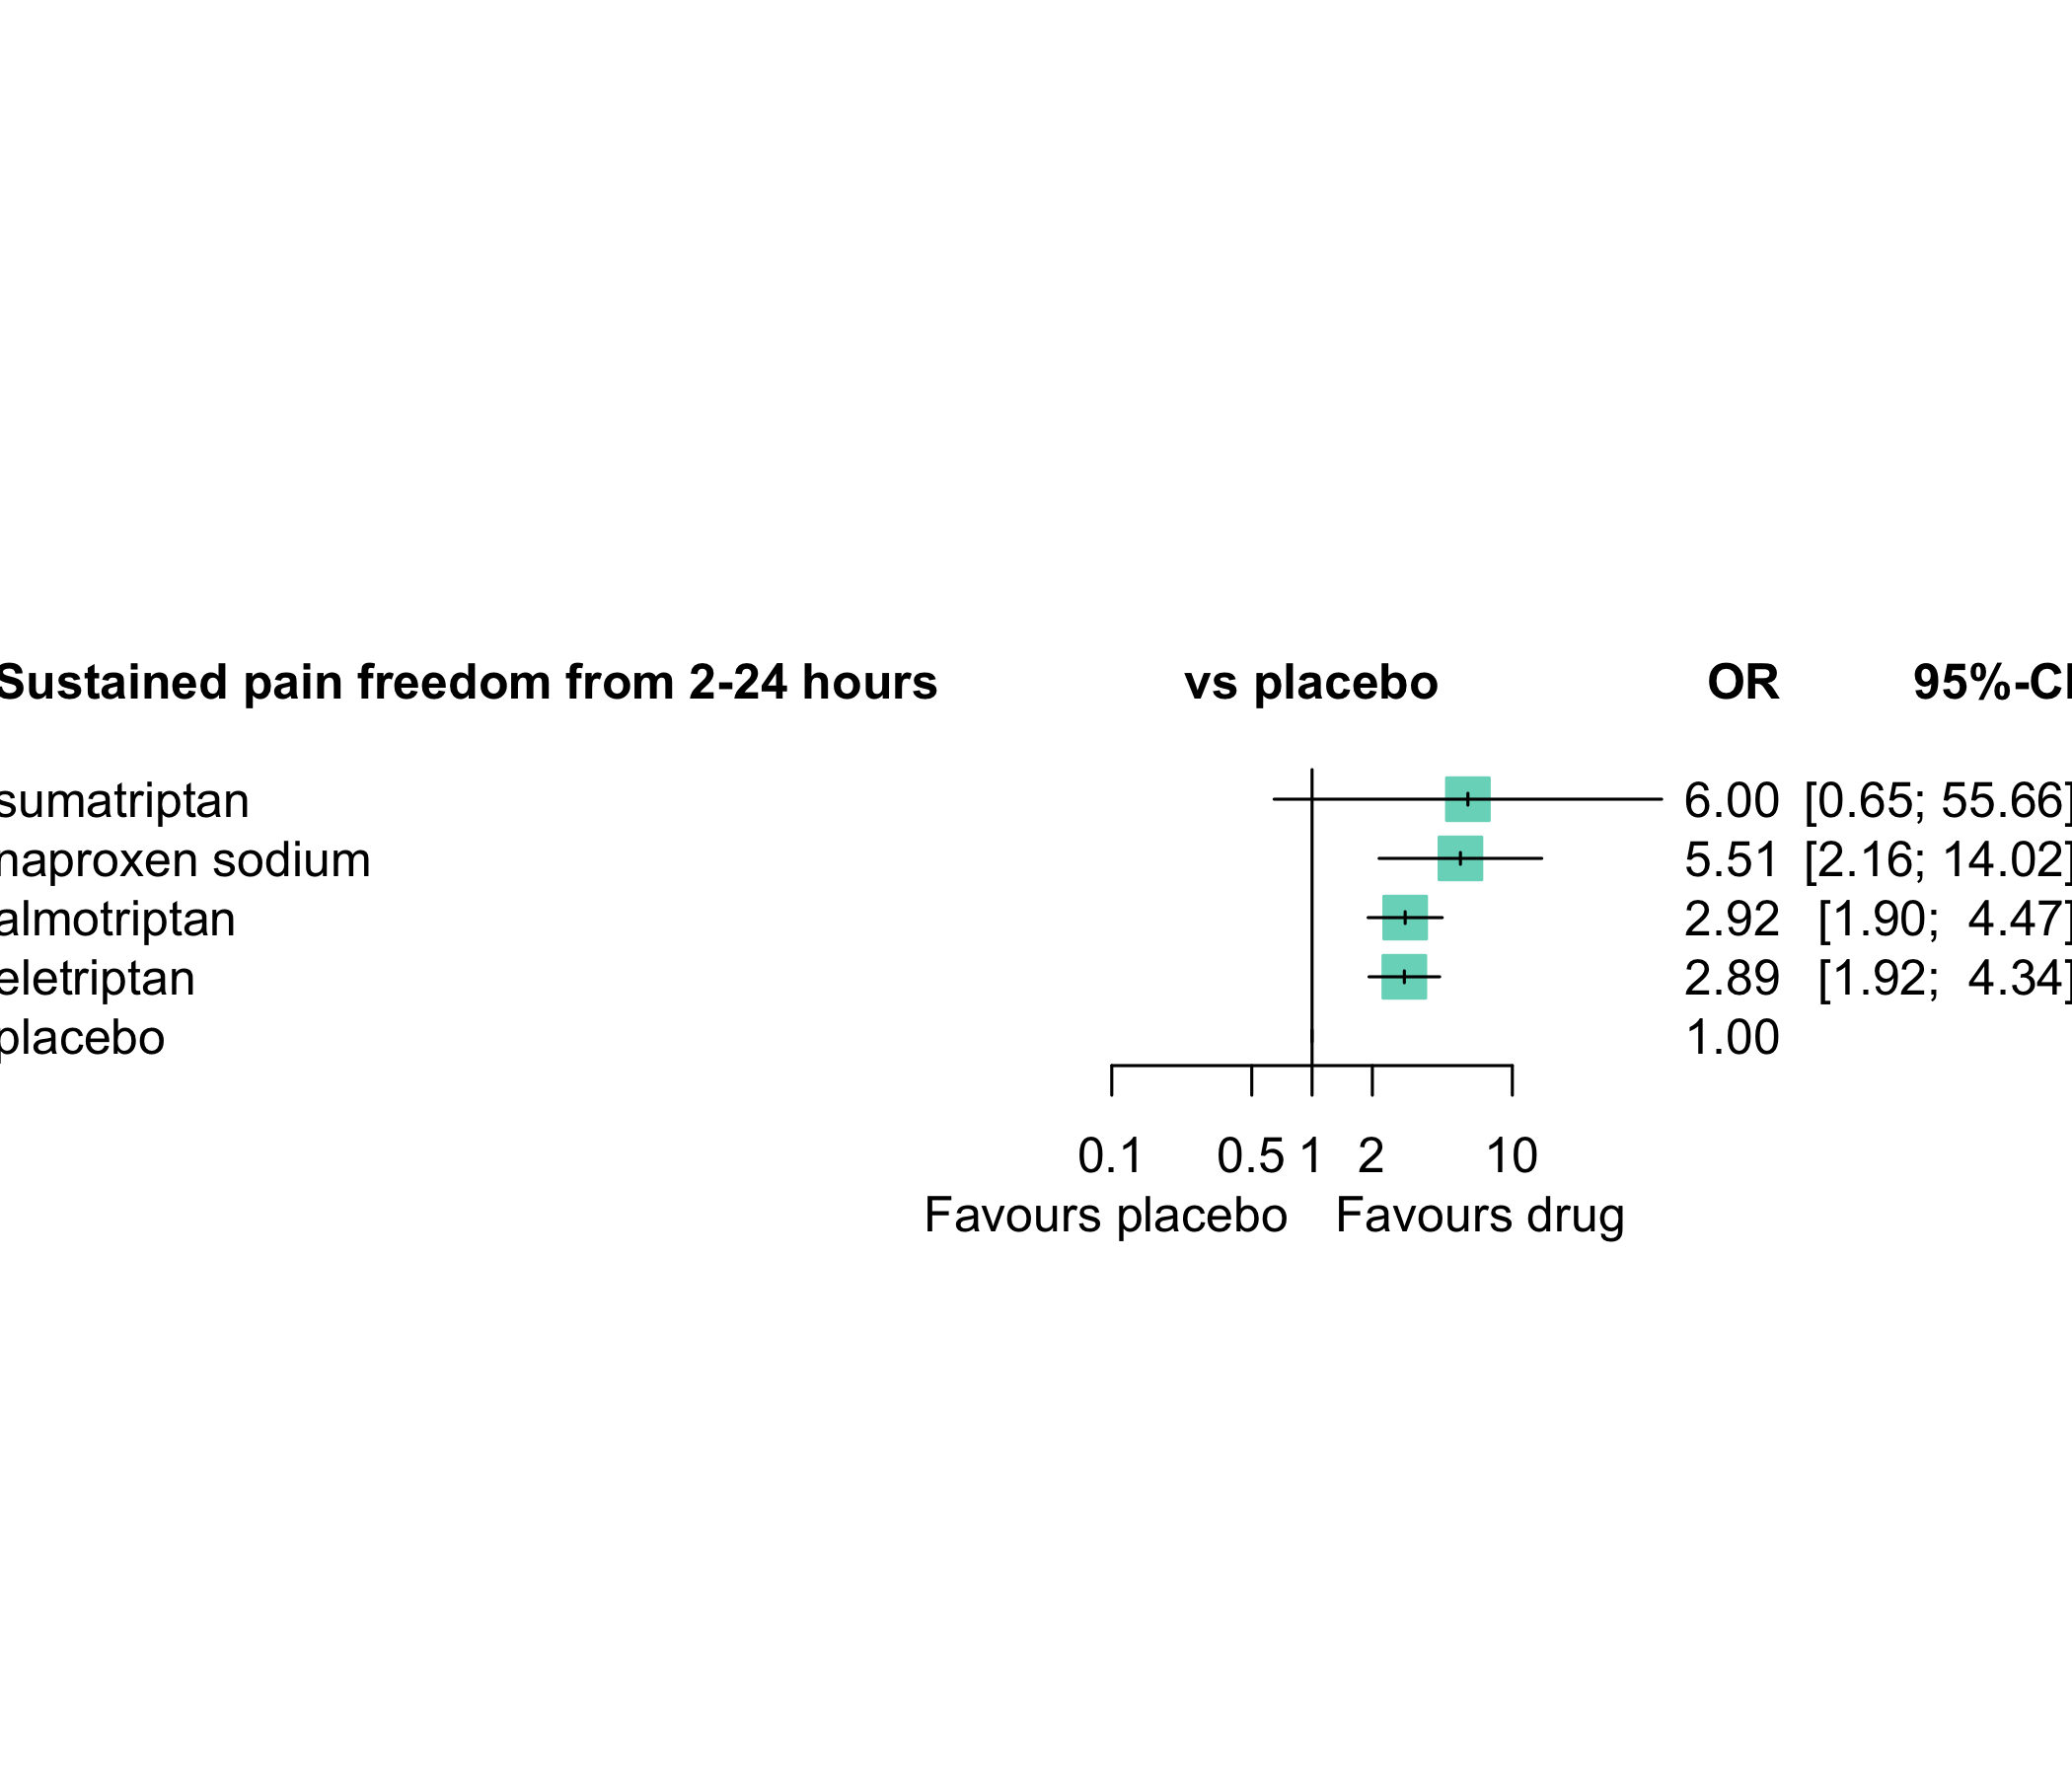 Sustained pain freedom from 2-24 hours vs placebo OR 95%-CI
sumatriptan 6.00 [0.65; 55.66]
naproxen sodium 5.51 [2.16; 14.02]
almotriptan 2.92 [1.90; 4.47]
eletriptan 2.89 [1.92; 4.34]
placebo 1.00
0.1 0.5 1 2 10
Favours placebo Favours drug